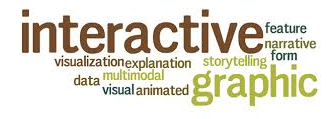 interactive feature
narrative
visualization explanation storytelling form
data multimodal
visual animated graphic